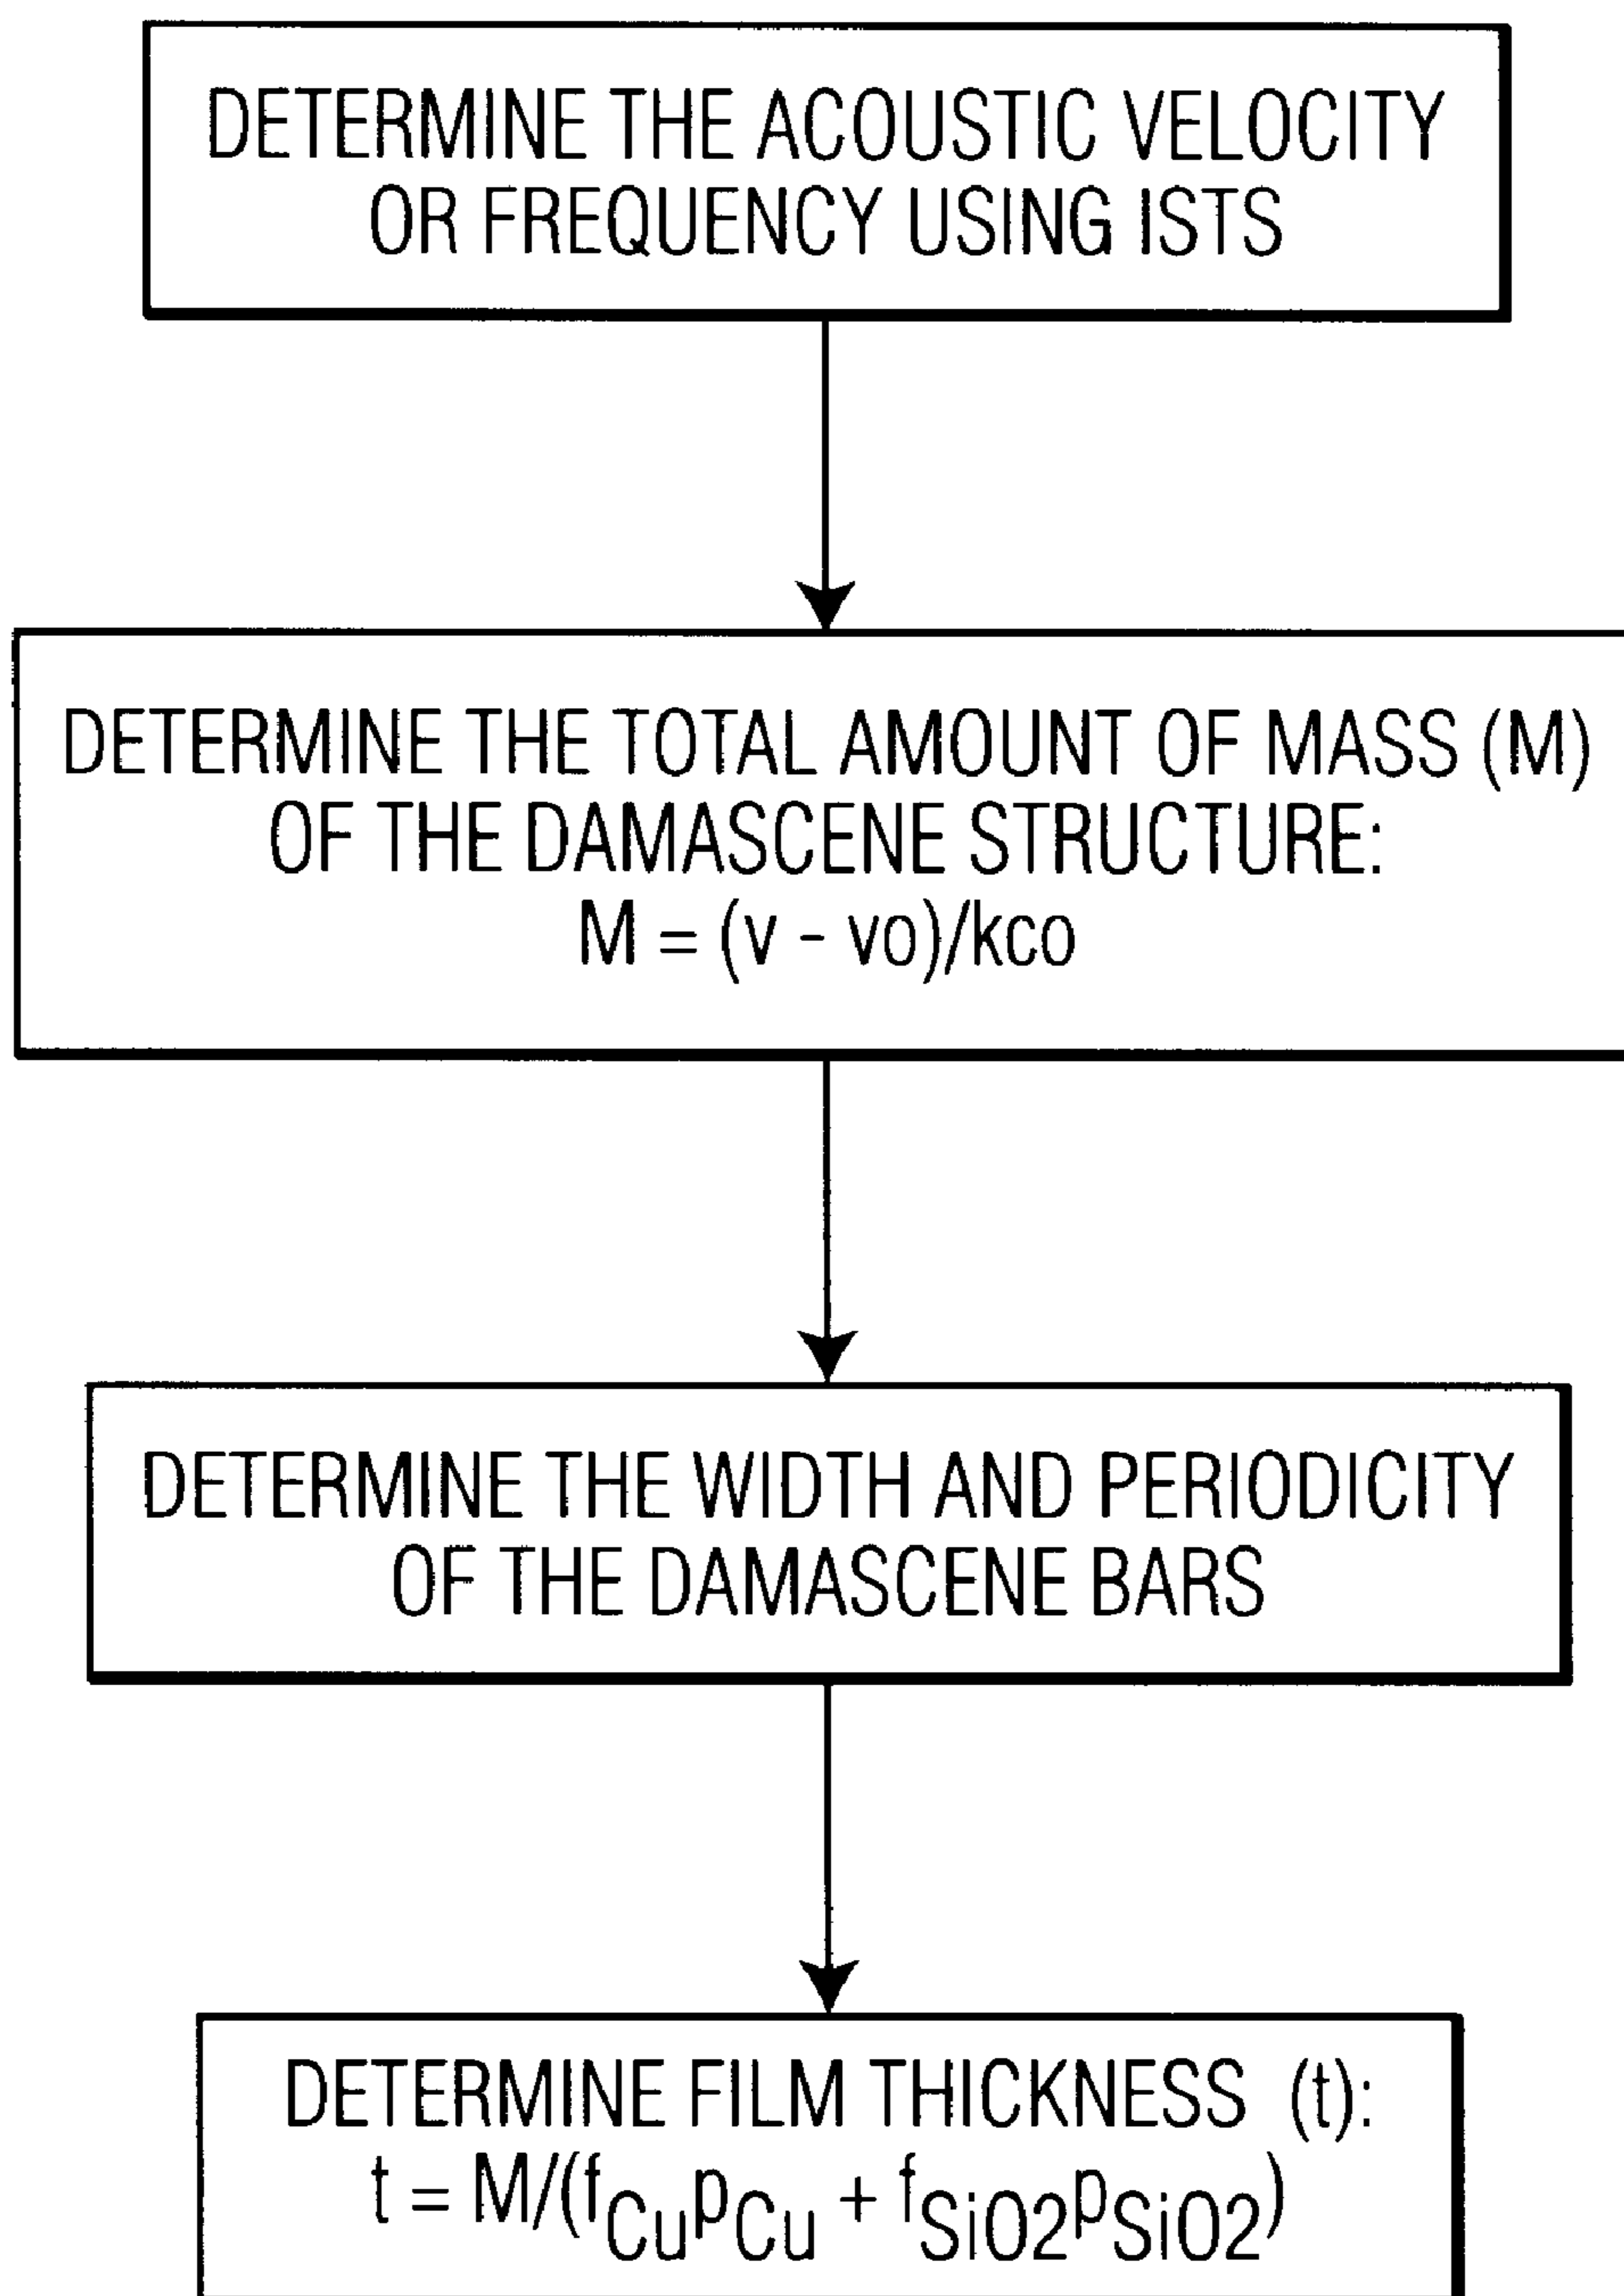 DETERMINE THE ACOUSTIC VELOCITY
OR FREQUENCY USING ISTS
DETERMINE THE TOTAL AMOUNT OF MASS (M)
OF THE DAMASCENE STRUCTURE:
M = (v - vo)/kco
DETERMINE THE WIDTH AND PERIODICITY
OF THE DAMASCENE BARS
DETERMINE FILM THICKNESS (t):
t = M/(fCupCu + fSiO2pSiO2)